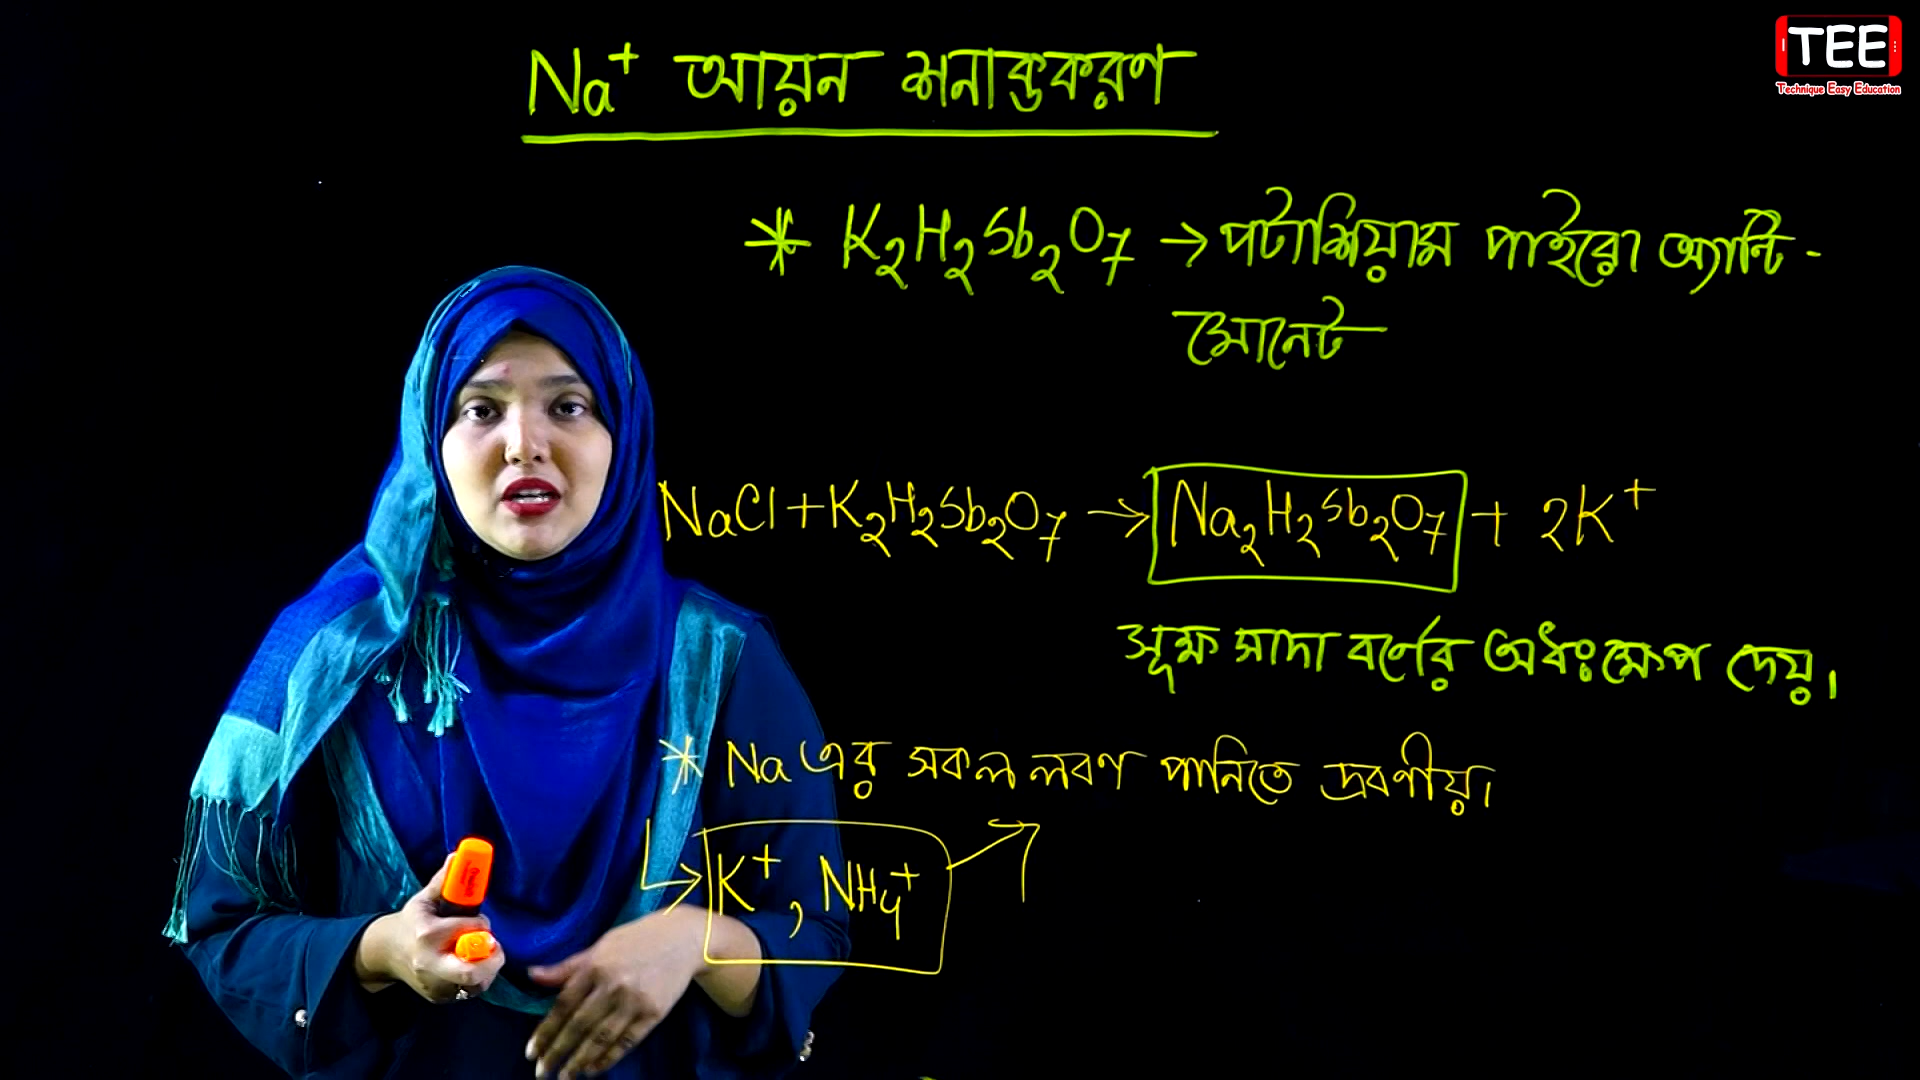 TEE
Technique Easy Education
Na⁺ আয়ন শনাক্তকরণ
* K₂H₂Sb₂O₇ → পটাশিয়াম পাইরো অ্যান্টি -
মোনেট
NaCl + K₂H₂Sb₂O₇ → Na₂H₂Sb₂O₇ + 2K⁺
সূক্ষ সাদা বর্ণের অধঃক্ষেপ দেয়।
* Na এর সকল লবণ পানিতে দ্রবণীয়।
K⁺, NH₄⁺